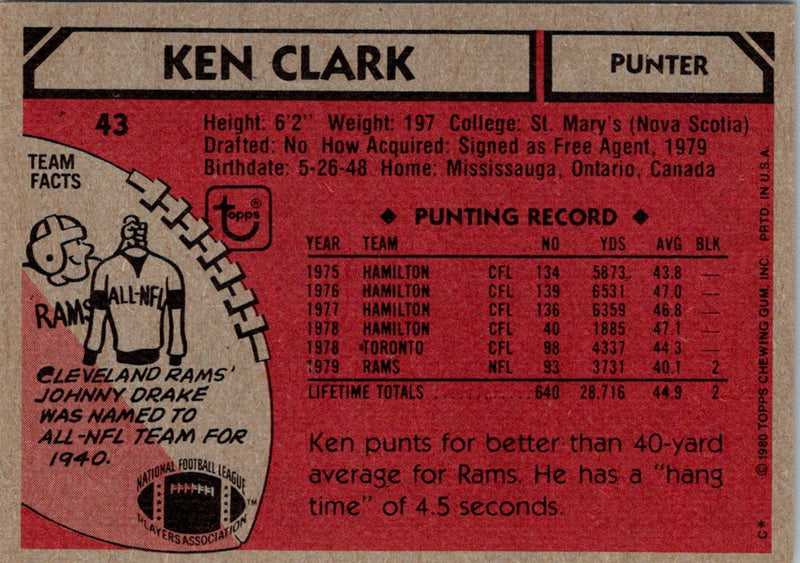 KEN CLARK
PUNTER
43
Height: 6'2" Weight: 197 College: St. Mary's (Nova Scotia)
Drafted: No How Acquired: Signed as Free Agent, 1979
Birthdate: 5-26-48 Home: Mississauga, Ontario, Canada
TEAM
FACTS
RAMS
ALL-NFL
CLEVELAND RAMS'
JOHNNY DRAKE
WAS NAMED TO
ALL-NFL TEAM FOR
1940.
NATIONAL FOOTBALL LEAGUE
PLAYERS ASSOCIATION
™
topps®
◆ PUNTING RECORD ◆
YEAR TEAM NO YDS AVG BLK
1975 HAMILTON CFL 134 5873 43.8 —
1976 HAMILTON CFL 139 6531 47.0 —
1977 HAMILTON CFL 136 6359 46.8 —
1978 HAMILTON CFL 40 1885 47.1 —
1978 TORONTO CFL 98 4337 44.3 —
1979 RAMS NFL 93 3731 40.1 2
LIFETIME TOTALS ............ 640 28,716 44.9 2
Ken punts for better than 40-yard
average for Rams. He has a "hang
time" of 4.5 seconds.
C* © 1980 TOPPS CHEWING GUM, INC. PRTD. IN U.S.A.